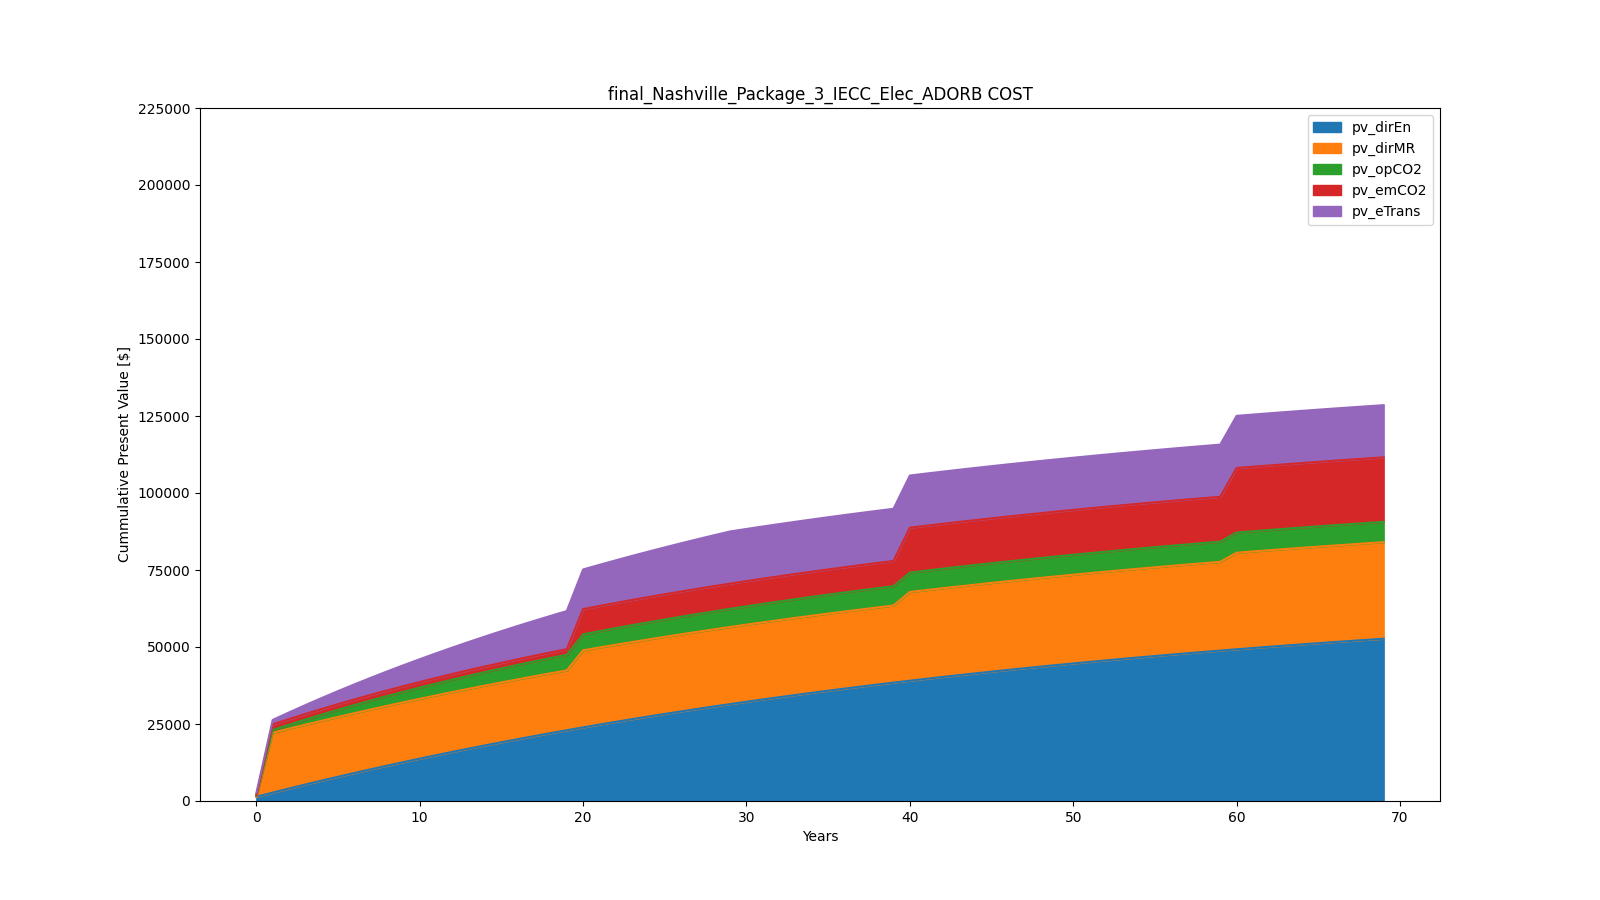 final_Nashville_Package_3_IECC_Elec_ADORB COST
225000
200000
175000
150000
125000
100000
75000
50000
25000
0
Cummulative Present Value [$]
pv_dirEn
pv_dirMR
pv_opCO2
pv_emCO2
pv_eTrans
0 10 20 30 40 50 60 70
Years